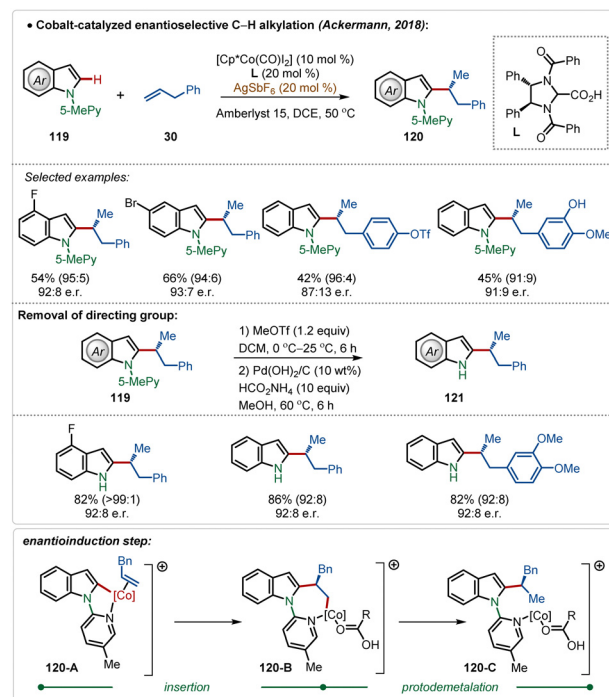 • Cobalt-catalyzed enantioselective C–H alkylation (Ackermann, 2018):
[Cp*Co(CO)I2] (10 mol %)
L (20 mol %)
AgSbF6 (20 mol %)
Amberlyst 15, DCE, 50 °C
Ar
H
N
5-MePy
119
+
Ph
30
Ar
Me
Ph
N
5-MePy
120
O
Ph
Ph
N
CO2H
Ph
N
O
Ph
L
Selected examples:
F
Me
Ph
N
5-MePy
54% (95:5)
92:8 e.r.
Br
Me
Ph
N
5-MePy
66% (94:6)
93:7 e.r.
Me
OTf
N
5-MePy
42% (96:4)
87:13 e.r.
Me
OH
OMe
N
5-MePy
45% (91:9)
91:9 e.r.
Removal of directing group:
Ar
Me
Ph
N
5-MePy
119
1) MeOTf (1.2 equiv)
DCM, 0 °C–25 °C, 6 h
2) Pd(OH)2/C (10 wt%)
HCO2NH4 (10 equiv)
MeOH, 60 °C, 6 h
Ar
Me
Ph
N
H
121
F
Me
Ph
N
H
82% (>99:1)
92:8 e.r.
Me
Ph
N
H
86% (92:8)
92:8 e.r.
Me
OMe
OMe
N
H
82% (92:8)
92:8 e.r.
enantioinduction step:
Bn
[Co]
N
N
Me
120-A
+
Bn
N
N
[Co]
R
O
OH
Me
120-B
+
Bn
Me
N
N
[Co]
R
O
OH
Me
120-C
+
insertion
protodemetalation